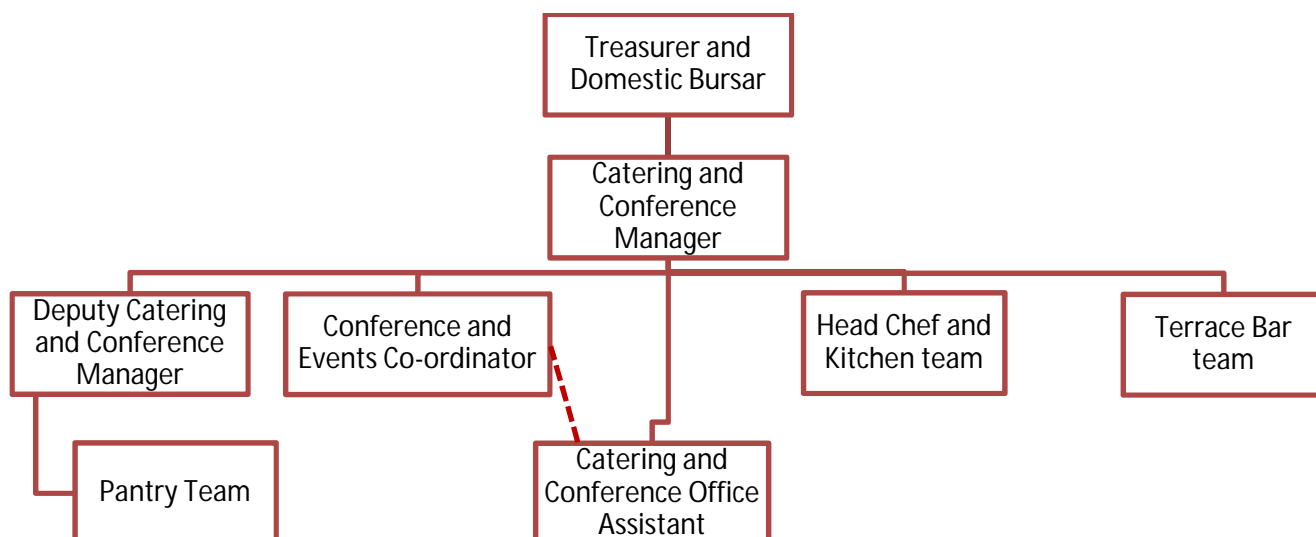 Treasurer and
Domestic Bursar
Catering and
Conference
Manager
Deputy Catering
and Conference
Manager
Conference and
Events Co-ordinator
Head Chef and
Kitchen team
Terrace Bar
team
Pantry Team
Catering and
Conference Office
Assistant